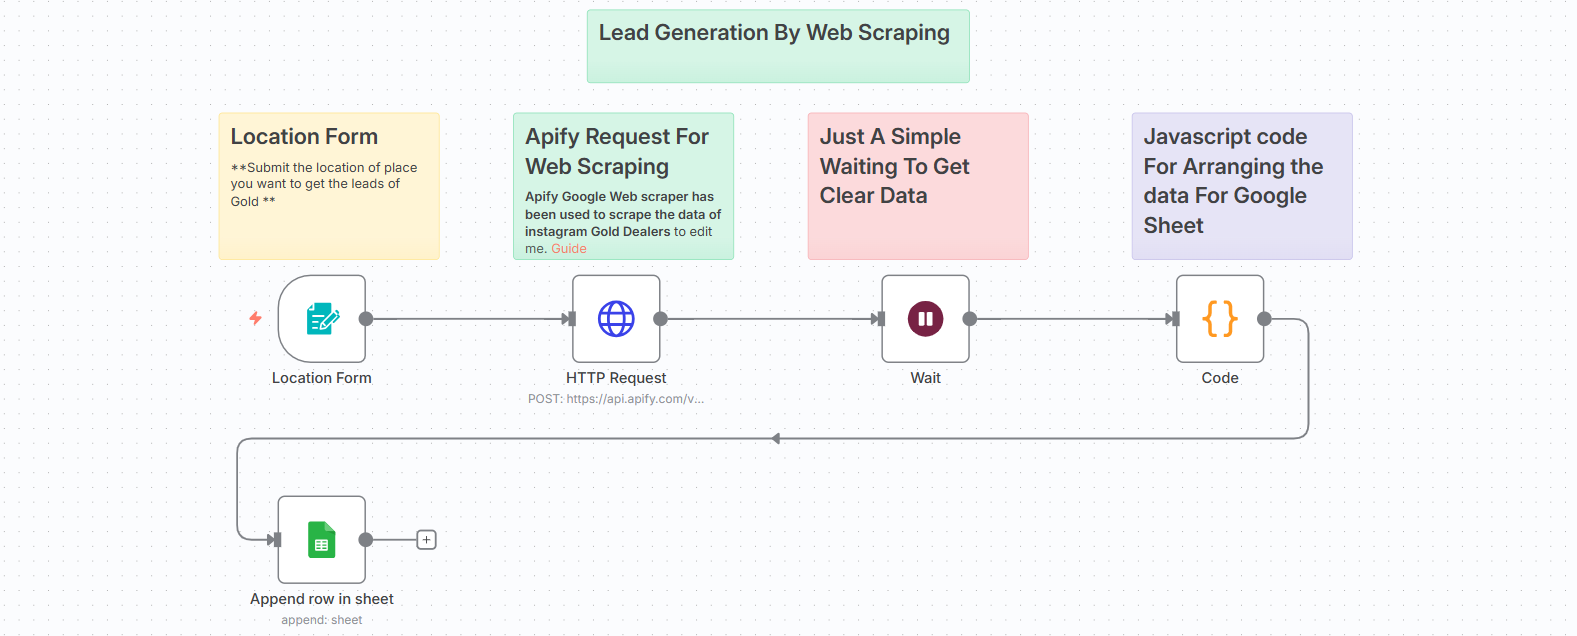 Lead Generation By Web Scraping
Location Form
**Submit the location of place
you want to get the leads of
Gold **
Apify Request For
Web Scraping
Apify Google Web scraper has
been used to scrape the data of
instagram Gold Dealers to edit
me. Guide
Just A Simple
Waiting To Get
Clear Data
Javascript code
For Arranging the
data For Google
Sheet
Location Form
HTTP Request
POST: https://api.apify.com/v...
Wait
Code
Append row in sheet
append: sheet